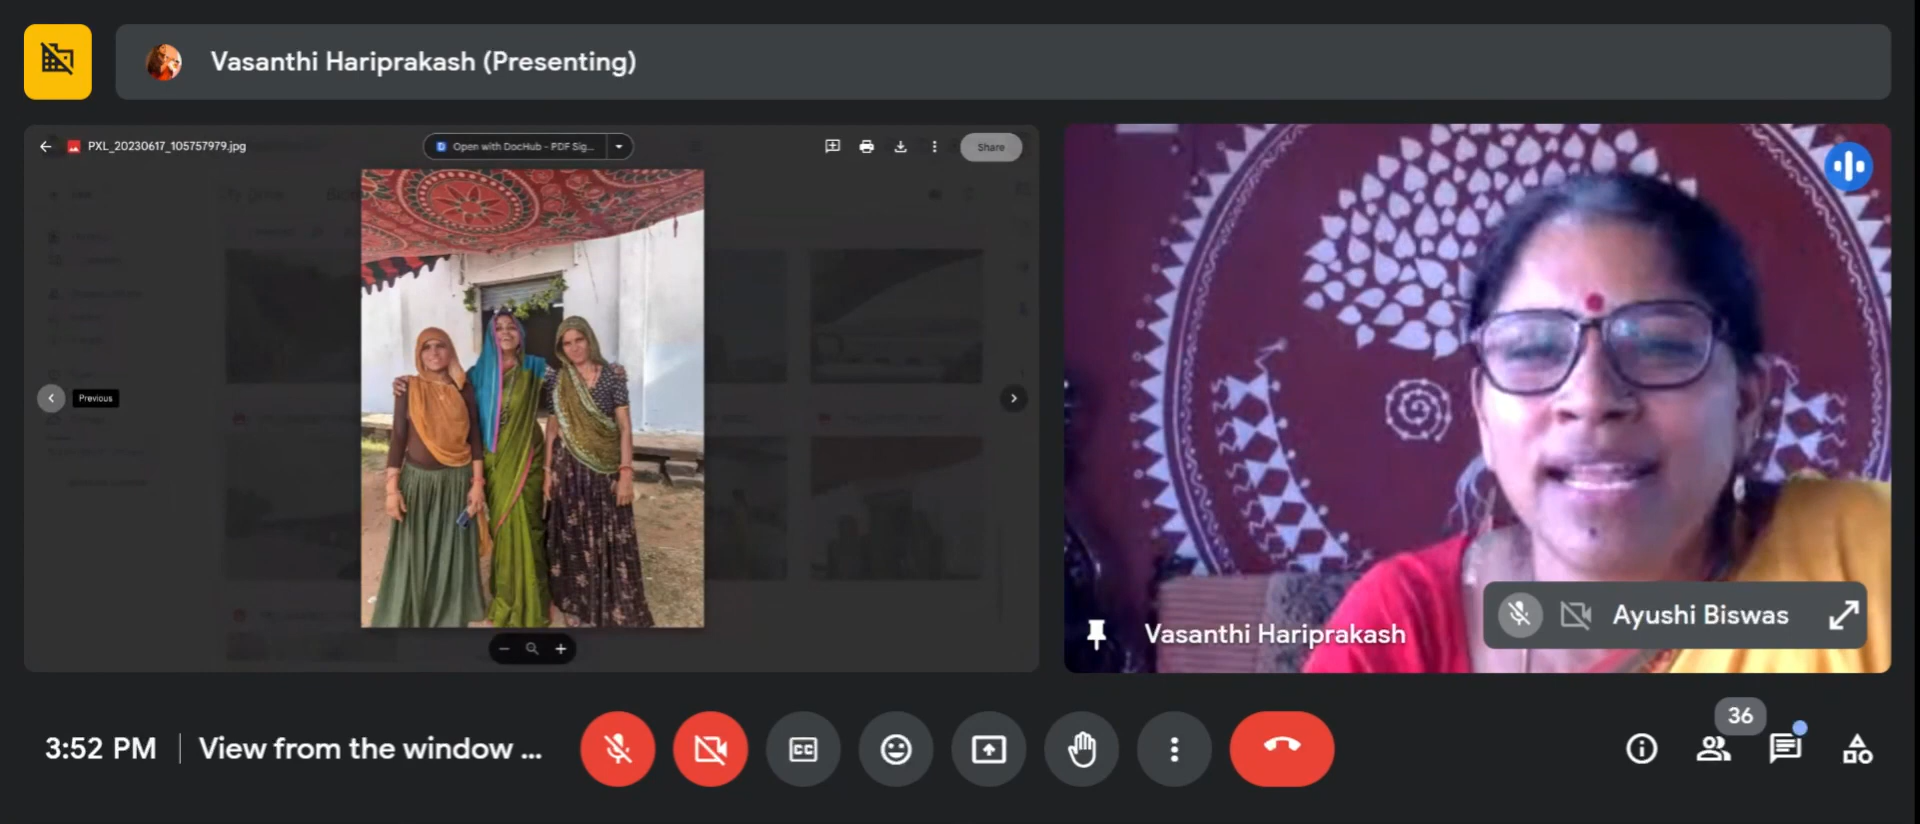 Vasanthi Hariprakash (Presenting)
PXL_20230617_105757979.jpg
Open with DocHub - PDF Sig...
Share
Previous
Vasanthi Hariprakash
Ayushi Biswas
3:52 PM | View from the window ...
CC
36